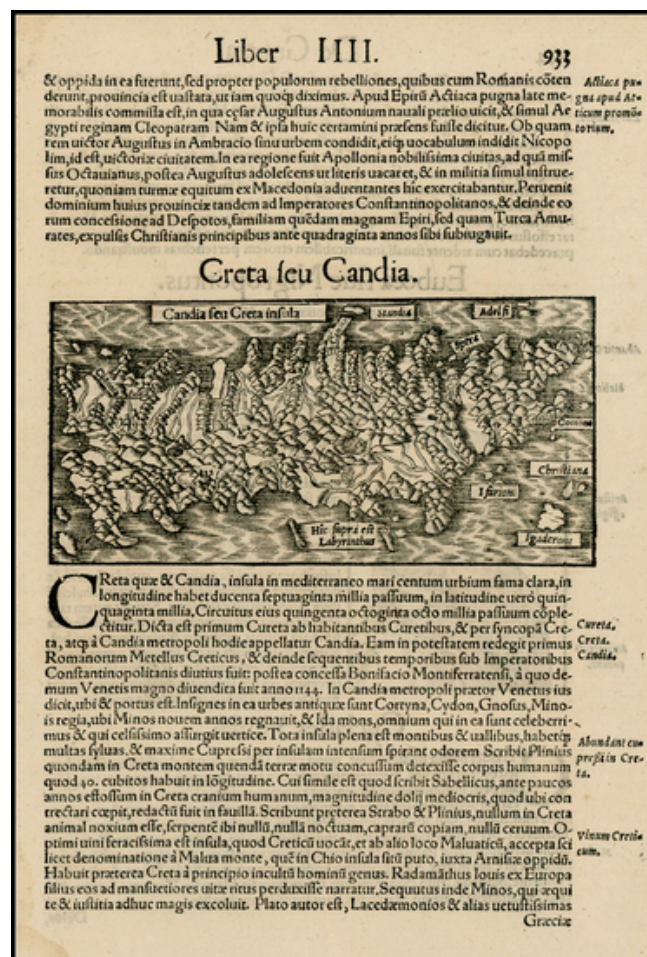 Liber IIII. 933
& oppida in ea fuerunt, sed propter populorum rebelliones, quibus cum Romanis cōten
derunt, prouincia est uastata, ut iam quoqȝ diximus. Apud Epirū Actiaca pugna late me-
morabilis commissa est, in qua cęsar Augustus Antonium nauali prælio uicit, & simul Ae
gypti reginam Cleopatram Nam & ipsa huic certamini præsens fuisse dicitur. Ob quam
rem uictor Augustus in Ambracio sinu urbem condidit, eiqȝ uocabulum indidit Nicopo
lim, id est, uictoriæ ciuitatem. In ea regione fuit Apollonia nobilissima ciuitas, ad quā mis-
sus Octauianus, postea Augustus adolescens ut literis uacaret, & in militia simul instrue-
retur, quoniam turmæ equitum ex Macedonia aduentantes hic exercitabantur. Peruenit
dominium huius prouinciæ tandem ad Imperatores Constantinopolitanos, & deinde eo
rum concessione ad Despotos, familiam quēdam magnam Epiri, sed quam Turca Amu-
rates, expulsis Christianis principibus ante quadraginta annos sibi subiugauit.
Actiaca pu-
gna apud Ac-
ticum promō-
torium.
Creta seu Candia.
Candia seu Creta insula
Standia
Adelfi
Christiana
Hic supra est
Labyrinthus
CReta quæ & Candia, insula in mediterraneo mari centum urbium fama clara, in
longitudine habet ducenta septuaginta millia passuum, in latitudine uerò quin-
quaginta millia, Circuitus eius quingenta octoginta octo millia passuum cōple-
ctitur. Dicta est primum Cureta ab habitantibus Curetibus, & per syncopā Cre-
ta, atqȝ à Candia metropoli hodie appellatur Candia. Eam in potestatem redegit primus
Romanorum Metellus Creticus, & deinde sequentibus temporibus sub Imperatoribus
Constantinopolitanis diutius fuit: postea concessa Bonifacio Montiferratensi, à quo de-
mum Venetis magno diuendita fuit anno 1144. In Candia metropoli prætor Venetus ius
dicit, ubi & portus est. Insignes in ea urbes antiquæ sunt Cortyna, Cydon, Gnosus, Mino-
is regia, ubi Minos nouem annos regnauit, & Ida mons, omnium qui in ea sunt celeberri-
mus & qui celsissimo assurgit uertice. Tota insula plena est montibus & uallibus, habetqȝ
multas syluas, & maxime Cupressi per insulam intensum spirant odorem Scribit Plinius
quondam in Creta montem quendā terræ motu concussum detexisse corpus humanum
quod 40. cubitos habuit in lōgitudine. Cui simile est quod scribit Sabellicus, ante paucos
annos effossum in Creta cranium humanum, magnitudine dolij mediocris, quod ubi con
trectari cœpit, redactū fuit in fauillā. Scribunt preterea Strabo & Plinius, nullum in Creta
animal noxium esse, serpentē ibi nullū, nullā noctuam, caprarū copiam, nullū ceruum. O-
ptimi uini feracissima est insula, quod Creticū uocāt, et ab alio loco Maluaticū, accepta sci
licet denominatione à Malua monte, quē in Chio insula sitū puto, iuxta Arnisiæ oppidū.
Habuit præterea Creta à principio incultū hominū genus. Radamāthus Iouis ex Europa
filius eos ad mansuetiores uitæ ritus perduxisse narratur. Sequutus inde Minos, qui æqui
te & iustitia adhuc magis excoluit. Plato autor est, Lacedæmonios & alias uetustissimas
Græciæ
Cureta.
Creta.
Candia.
Abundant cu-
pressi in Cre-
ta.
Vinum Creti-
cum.